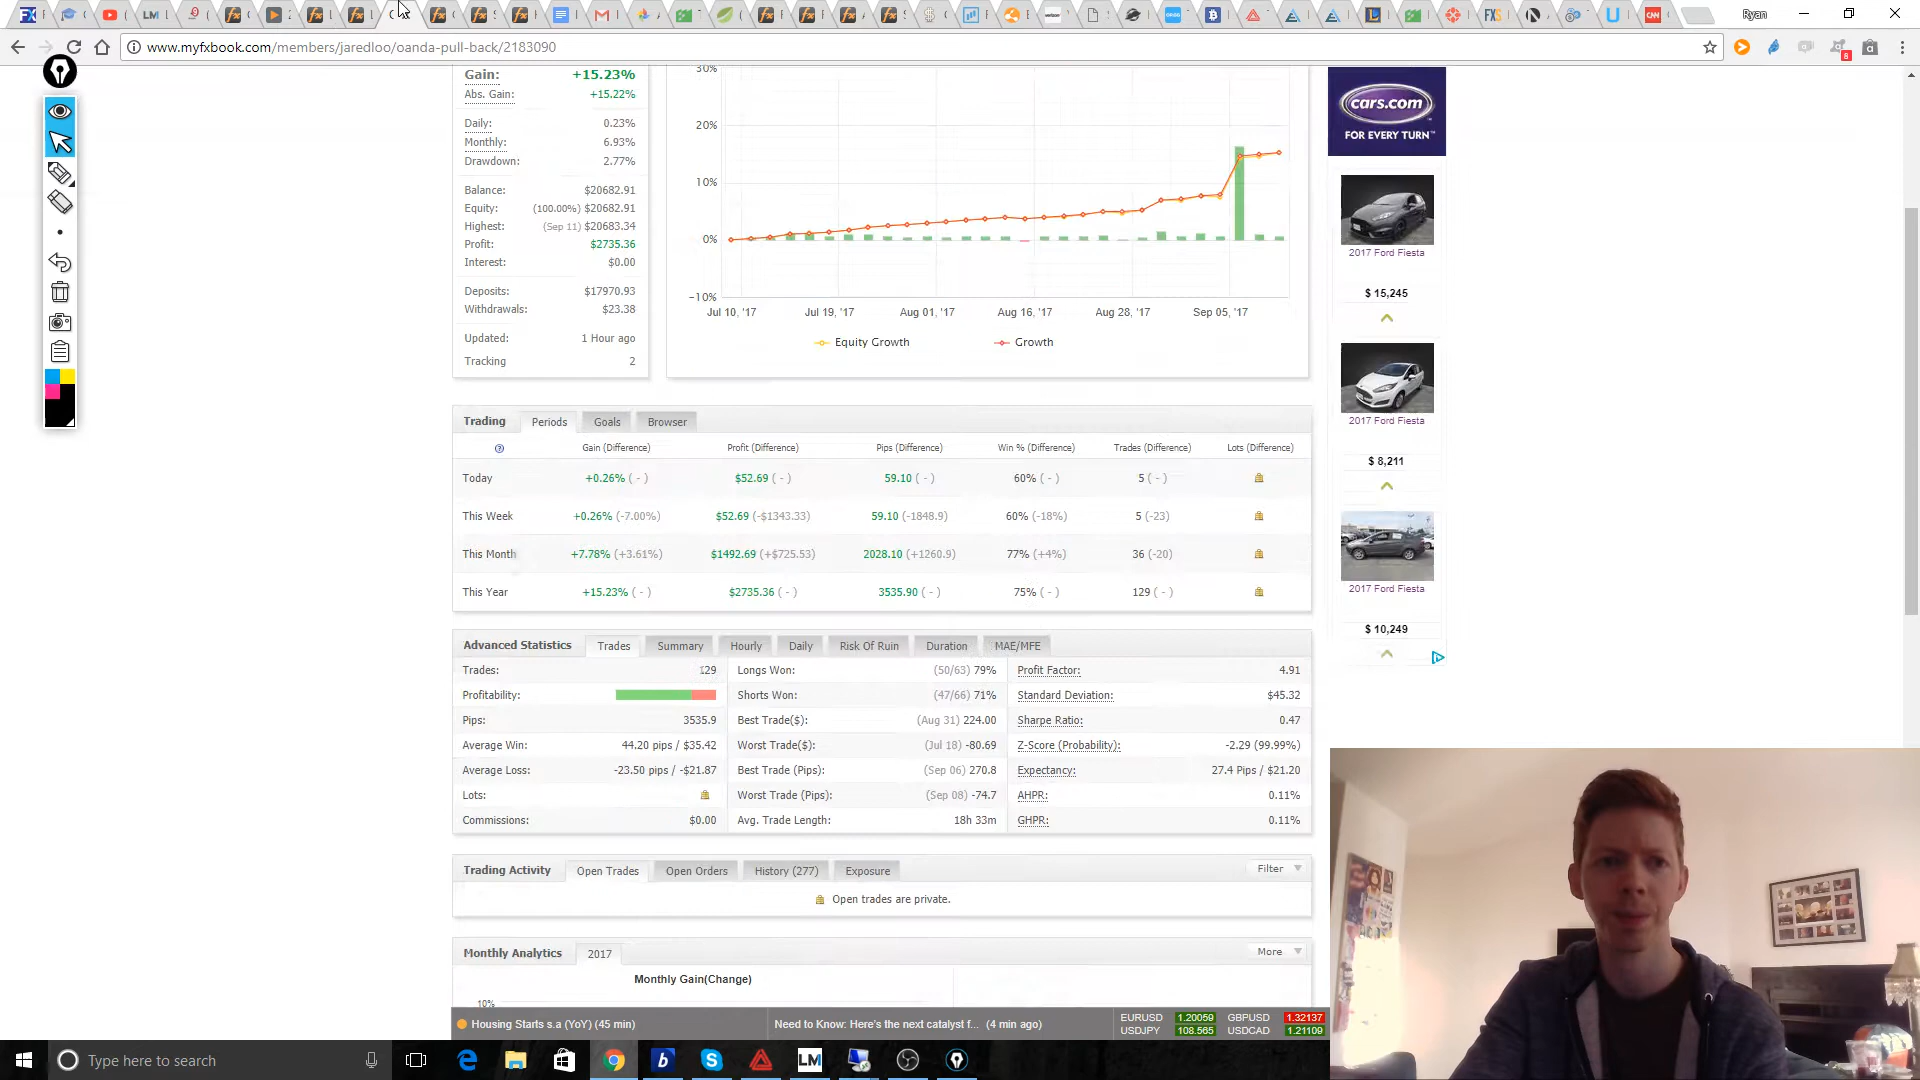 Ryan
www.myfxbook.com/members/jaredloo/oanda-pull-back/2183090
Gain: +15.23%
Abs. Gain: +15.22%
Daily: 0.23%
Monthly: 6.93%
Drawdown: 2.77%
Balance: $20682.91
Equity: (100.00%) $20682.91
Highest: (Sep 11) $20683.34
Profit: $2735.36
Interest: $0.00
Deposits: $17970.93
Withdrawals: $23.38
Updated: 1 Hour ago
Tracking 2
30%
20%
10%
0%
-10%
Jul 10, '17 Jul 19, '17 Aug 01, '17 Aug 16, '17 Aug 28, '17 Sep 05, '17
Equity Growth Growth
cars.com
FOR EVERY TURN™
2017 Ford Fiesta
$ 15,245
2017 Ford Fiesta
$ 8,211
2017 Ford Fiesta
$ 10,249
Trading Periods Goals Browser
Gain (Difference) Profit (Difference) Pips (Difference) Win % (Difference) Trades (Difference) Lots (Difference)
Today +0.26% ( - ) $52.69 ( - ) 59.10 ( - ) 60% ( - ) 5 ( - )
This Week +0.26% (-7.00%) $52.69 (-$1343.33) 59.10 (-1848.9) 60% (-18%) 5 (-23)
This Month +7.78% (+3.61%) $1492.69 (+$725.53) 2028.10 (+1260.9) 77% (+4%) 36 (-20)
This Year +15.23% ( - ) $2735.36 ( - ) 3535.90 ( - ) 75% ( - ) 129 ( - )
Advanced Statistics Trades Summary Hourly Daily Risk Of Ruin Duration MAE/MFE
Trades: 129 Longs Won: (50/63) 79% Profit Factor: 4.91
Profitability: Shorts Won: (47/66) 71% Standard Deviation: $45.32
Pips: 3535.9 Best Trade($): (Aug 31) 224.00 Sharpe Ratio: 0.47
Average Win: 44.20 pips / $35.42 Worst Trade($): (Jul 18) -80.69 Z-Score (Probability): -2.29 (99.99%)
Average Loss: -23.50 pips / -$21.87 Best Trade (Pips): (Sep 06) 270.8 Expectancy: 27.4 Pips / $21.20
Lots: Worst Trade (Pips): (Sep 08) -74.7 AHPR: 0.11%
Commissions: $0.00 Avg. Trade Length: 18h 33m GHPR: 0.11%
Trading Activity Open Trades Open Orders History (277) Exposure Filter
Open trades are private.
Monthly Analytics 2017 More
Monthly Gain(Change)
10%
Housing Starts s.a (YoY) (45 min) Need to Know: Here's the next catalyst f... (4 min ago)
EURUSD 1.20059 GBPUSD 1.32137
USDJPY 108.565 USDCAD 1.21109
Type here to search
LM